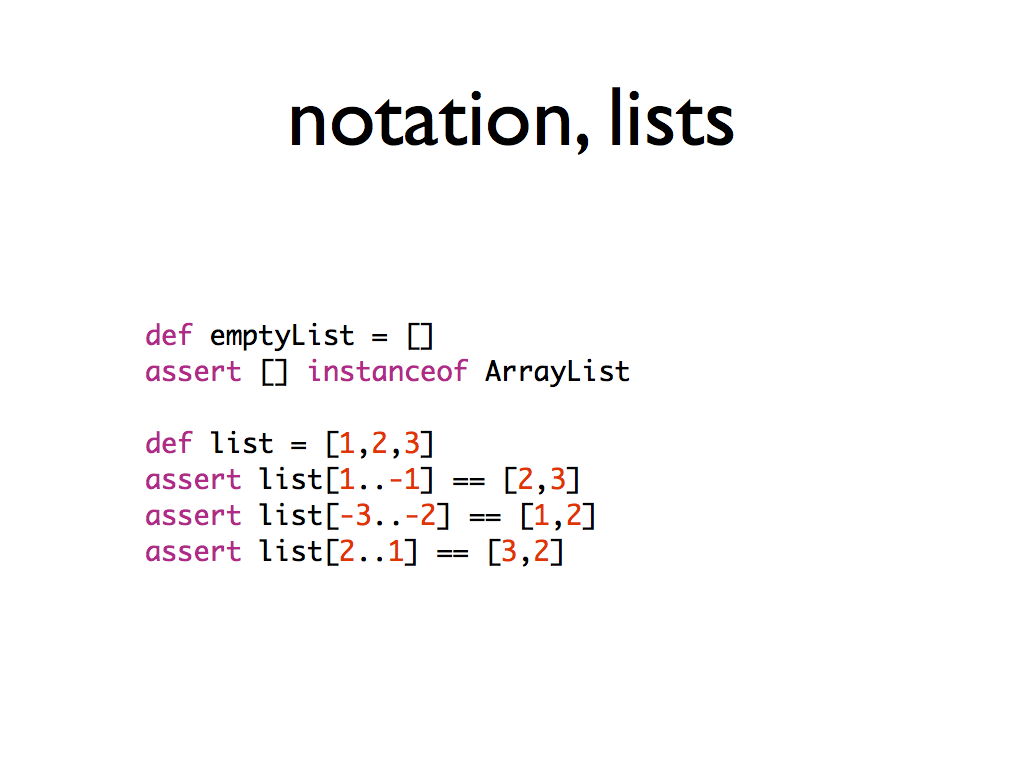 notation, lists
def emptyList = []
assert [] instanceof ArrayList
def list = [1,2,3]
assert list[1..-1] == [2,3]
assert list[-3..-2] == [1,2]
assert list[2..1] == [3,2]